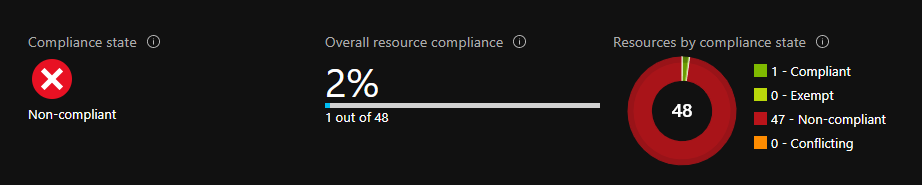 Compliance state
Non-compliant
Overall resource compliance
2%
1 out of 48
Resources by compliance state
48
1 - Compliant
0 - Exempt
47 - Non-compliant
0 - Conflicting